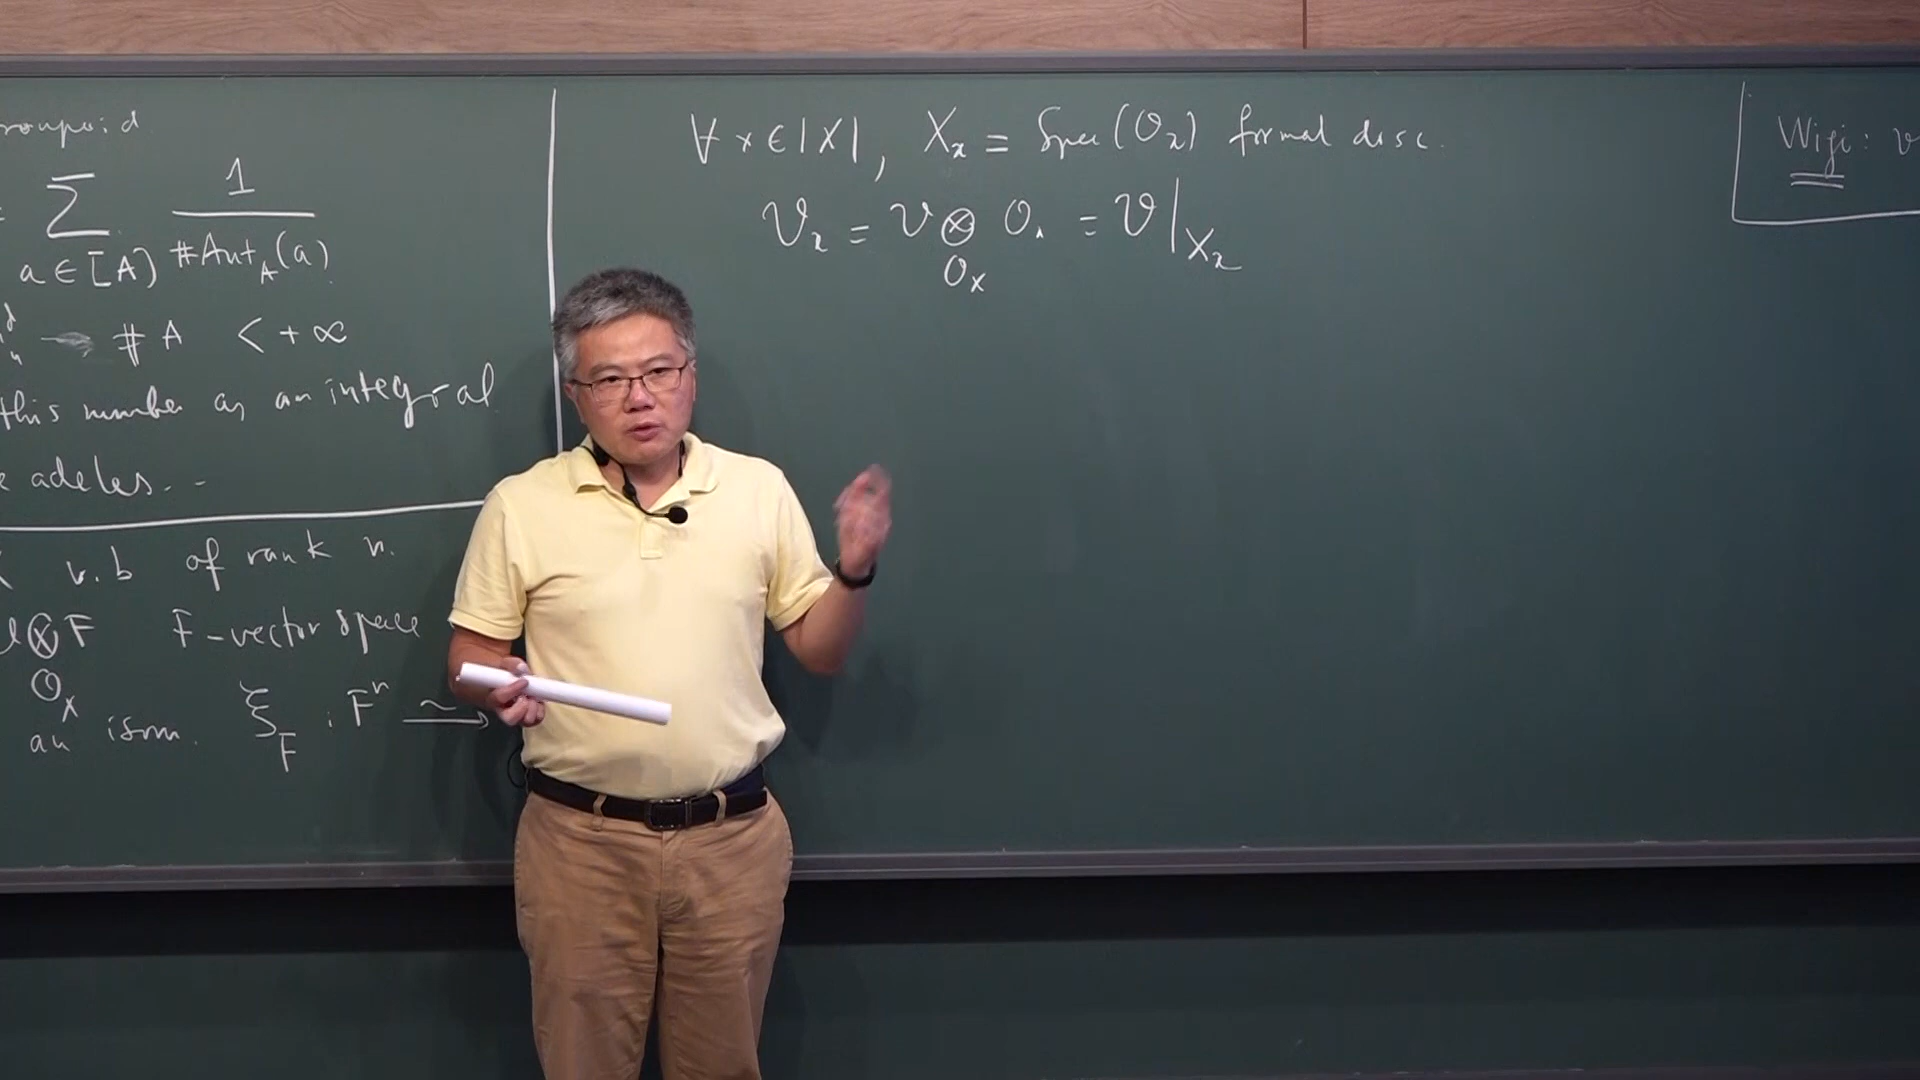 roupoid
= ∑ 1
a∈[A] #Aut_A(a).
→ #A < +∞
this number as an integral
adeles...
v.b of rank n.
⊗ F F-vector space
O_X
an isom. ξ_F : F^n ~→
∀ x ∈ |X|, X_x = Spec(O_x) formal disc.
V_x = V ⊗ O_x = V|_{X_x}
O_X
Wifi: v